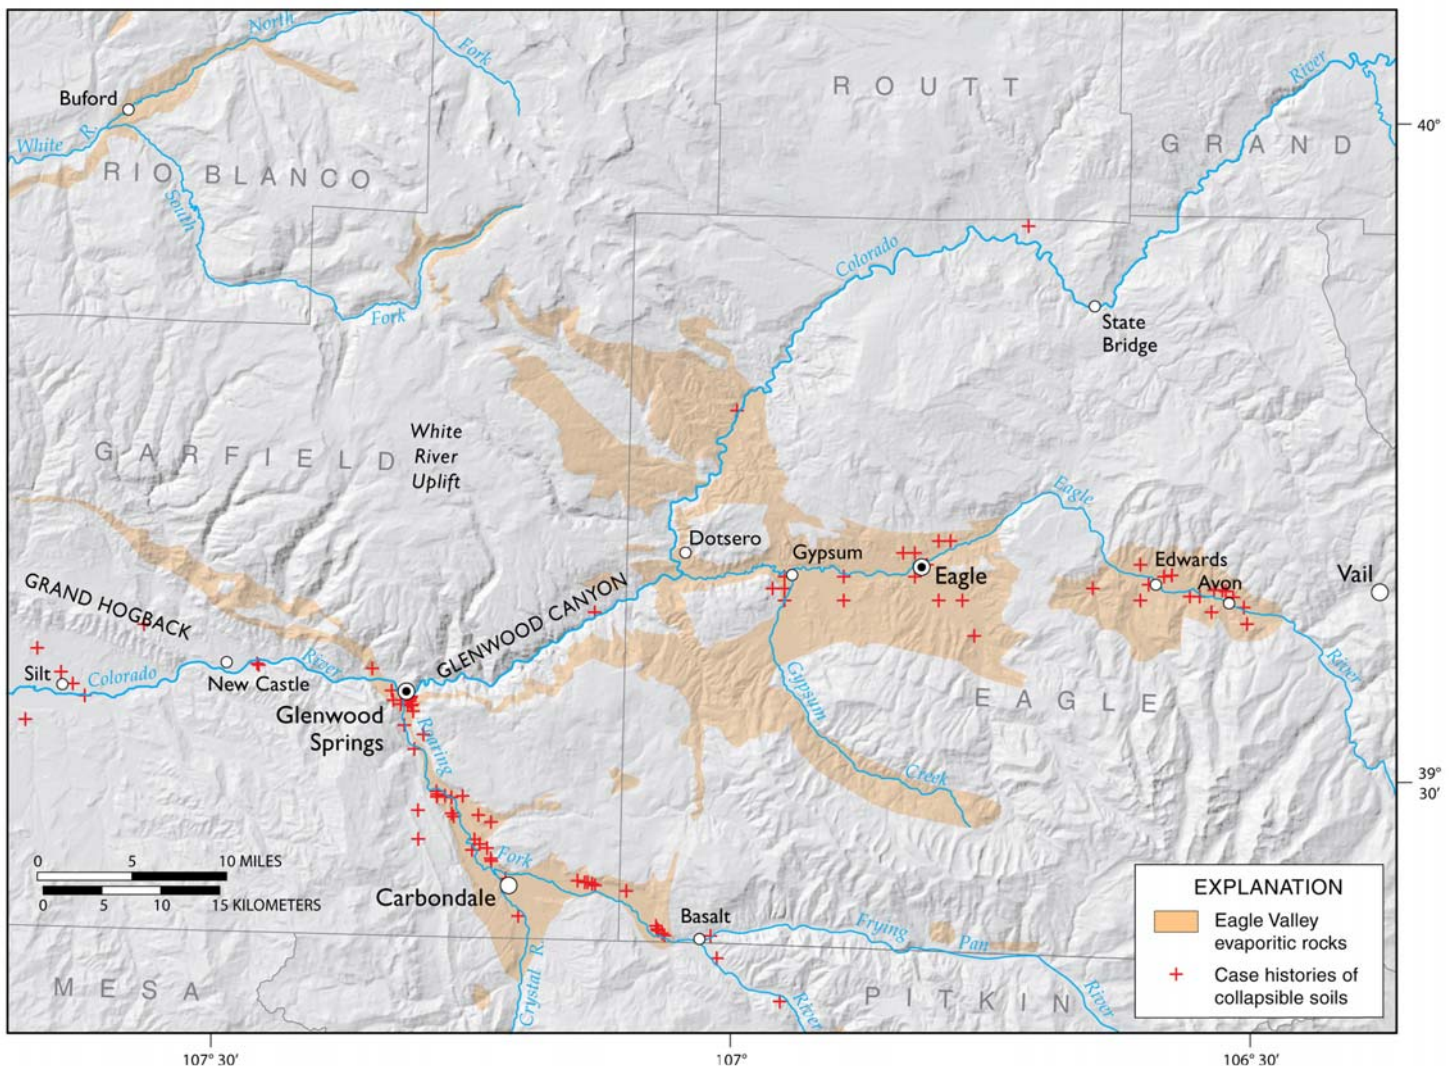 North
Fork
ROUTT
River
Buford
40°
White
R.
GRAND
RIO BLANCO
South
Colorado
Fork
State
Bridge
White
River
Uplift
GARFIELD
Eagle
Dotsero
Gypsum
Edwards
Eagle
Avon
Vail
GRAND HOGBACK
GLENWOOD CANYON
Silt
Colorado
River
New Castle
River
Gypsum
EAGLE
Glenwood
Springs
Roaring
Creek
39°
30'
0 5 10 MILES
0 5 10 15 KILOMETERS
Fork
Carbondale
Basalt
Frying
Pan
River
Crystal R.
River
MESA
PITKIN
EXPLANATION
Eagle Valley
evaporitic rocks
Case histories of
collapsible soils
107° 30'
107°
106° 30'